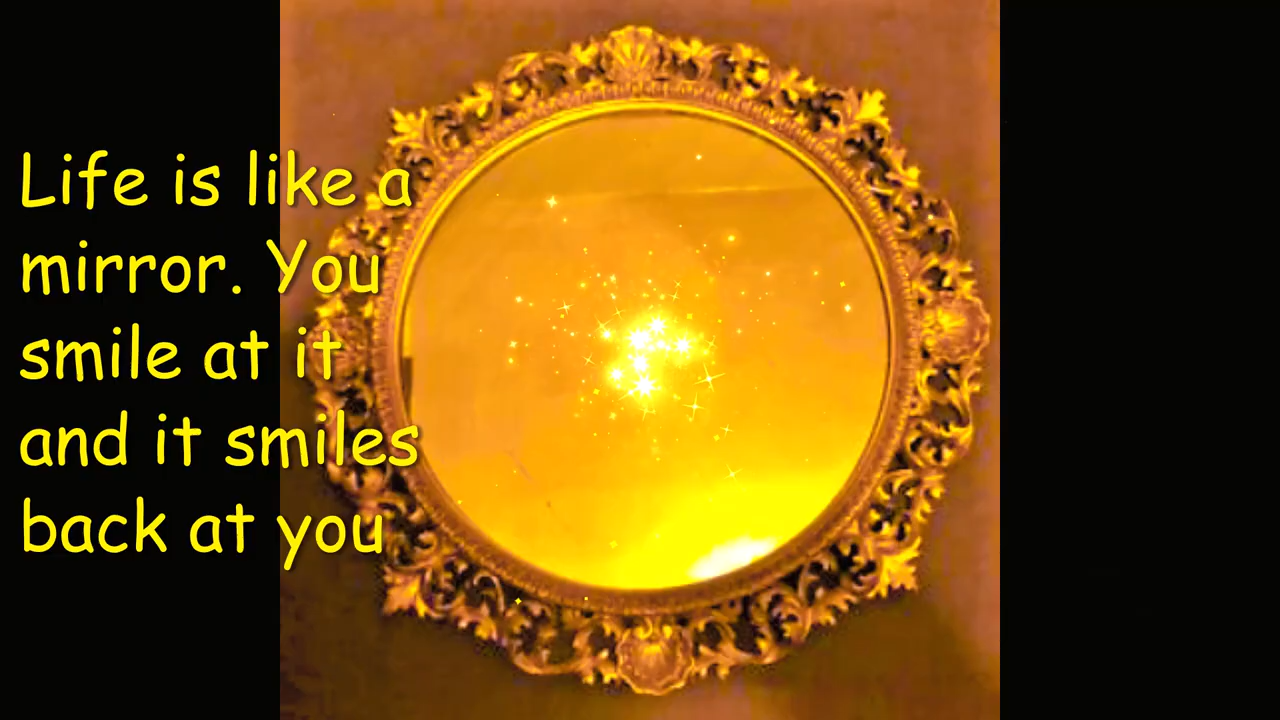 Life is like a
mirror. You
smile at it
and it smiles
back at you